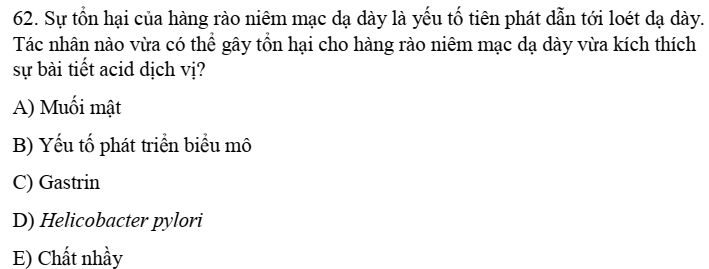 62. Sự tổn hại của hàng rào niêm mạc dạ dày là yếu tố tiên phát dẫn tới loét dạ dày.
Tác nhân nào vừa có thể gây tổn hại cho hàng rào niêm mạc dạ dày vừa kích thích
sự bài tiết acid dịch vị?
A) Muối mật
B) Yếu tố phát triển biểu mô
C) Gastrin
D) Helicobacter pylori
E) Chất nhầy